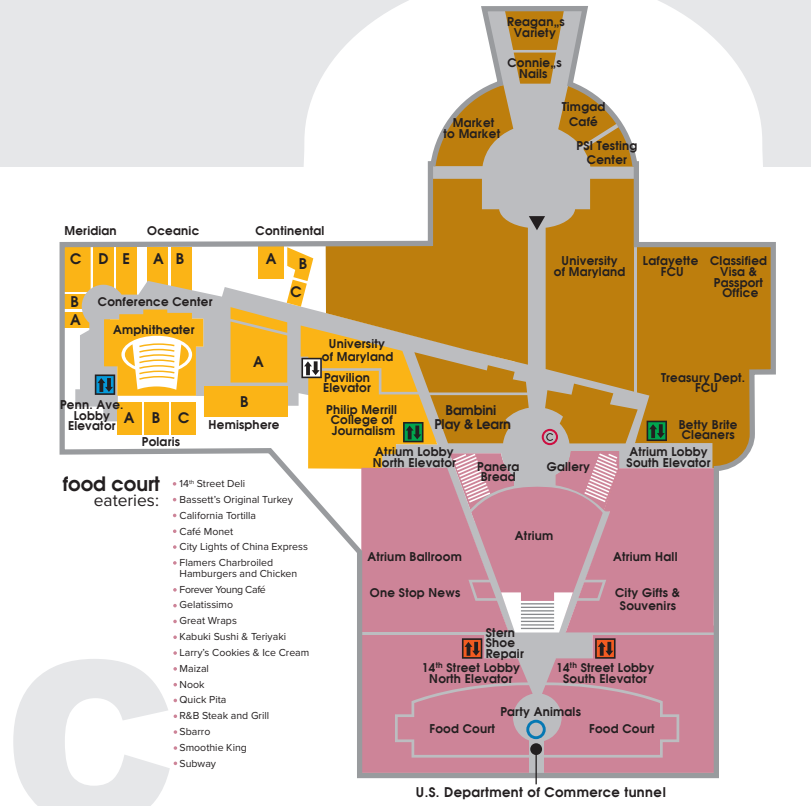 Reagan„s
Variety
Connie„s
Nails
Market
to Market
Timgad
Café
PSI Testing
Center
Meridian
Oceanic
Continental
C
D
E
A
B
A
B
C
B
A
Conference Center
Amphitheater
University
of Maryland
Lafayette
FCU
Classified
Visa &
Passport
Office
University
of Maryland
A
B
Hemisphere
Pavilion
Elevator
Penn. Ave.
Lobby
Elevator
A
B
C
Polaris
Philip Merrill
College of
Journalism
Bambini
Play & Learn
C
Treasury Dept.
FCU
Betty Brite
Cleaners
Atrium Lobby
North Elevator
Atrium Lobby
South Elevator
Panera
Bread
Gallery
Atrium
Atrium Ballroom
Atrium Hall
One Stop News
City Gifts &
Souvenirs
Stern
Shoe
Repair
14th Street Lobby
North Elevator
14th Street Lobby
South Elevator
Party Animals
Food Court
Food Court
U.S. Department of Commerce tunnel
food court
eateries:
• 14th Street Deli
• Bassett's Original Turkey
• California Tortilla
• Café Monet
• City Lights of China Express
• Flamers Charbroiled
Hamburgers and Chicken
• Forever Young Café
• Gelatissimo
• Great Wraps
• Kabuki Sushi & Teriyaki
• Larry's Cookies & Ice Cream
• Maizal
• Nook
• Quick Pita
• R&B Steak and Grill
• Sbarro
• Smoothie King
• Subway
c